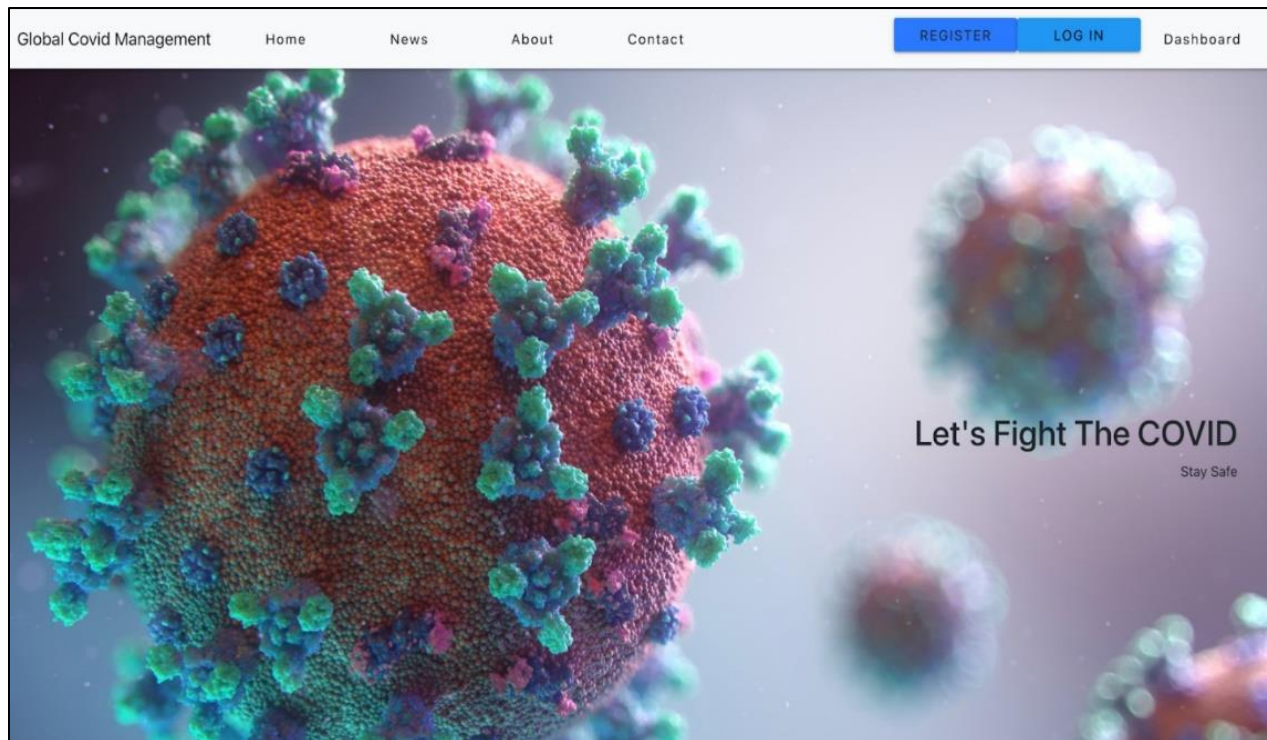 Global Covid Management Home News About Contact REGISTER LOG IN Dashboard
Let's Fight The COVID
Stay Safe